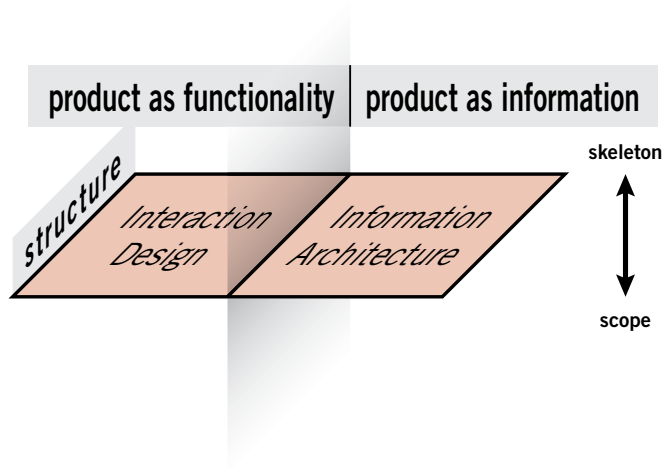 product as functionality
product as information
skeleton
structure
Interaction
Design
Information
Architecture
scope